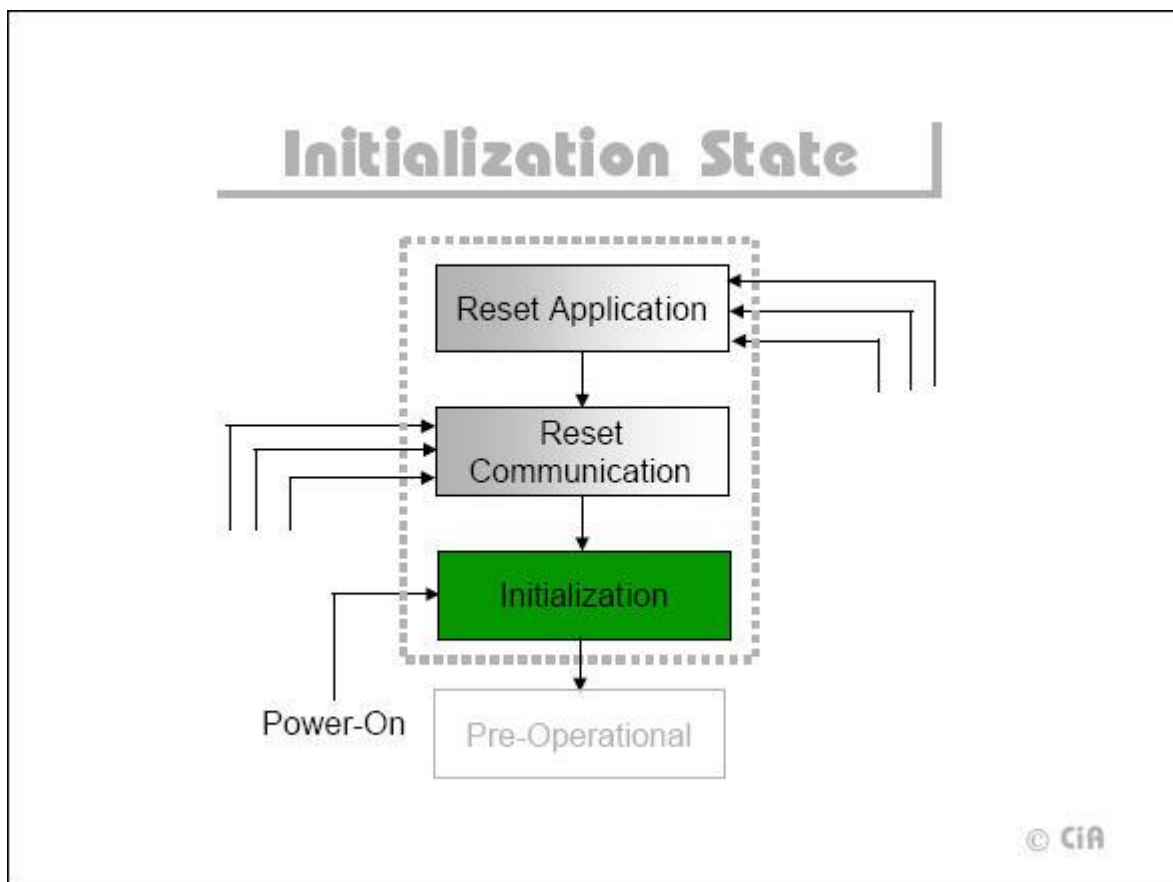 Initialization State
Reset Application
Reset
Communication
Initialization
Power-On
Pre-Operational
© CiA